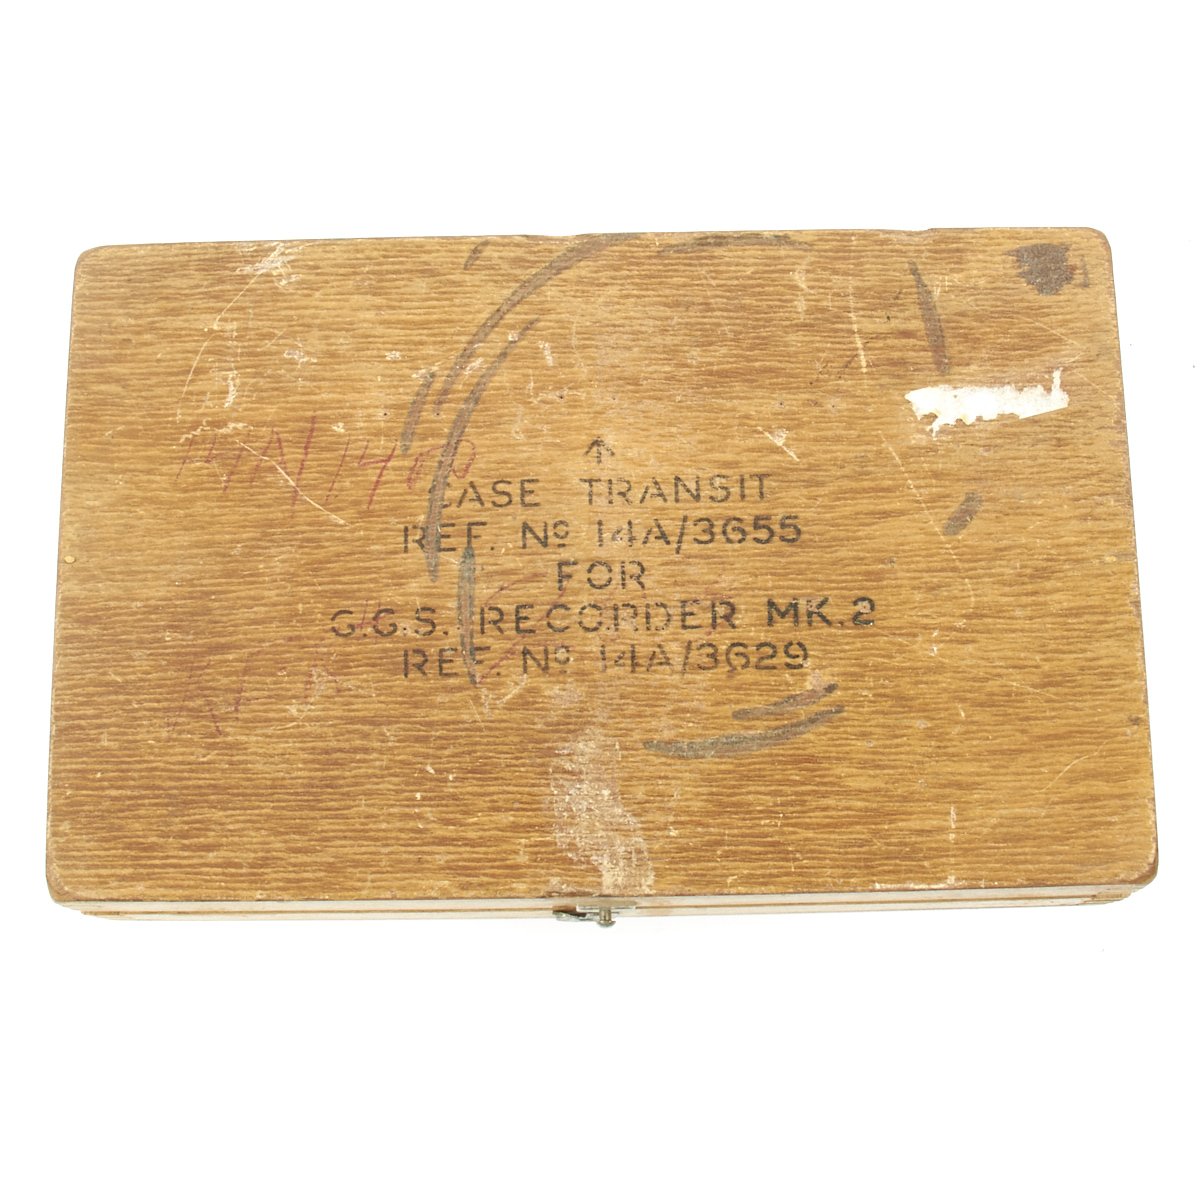 CASE TRANSIT
REF. Nº 14A/3655
FOR
G.G.S. RECORDER MK.2
REF. Nº 14A/3629